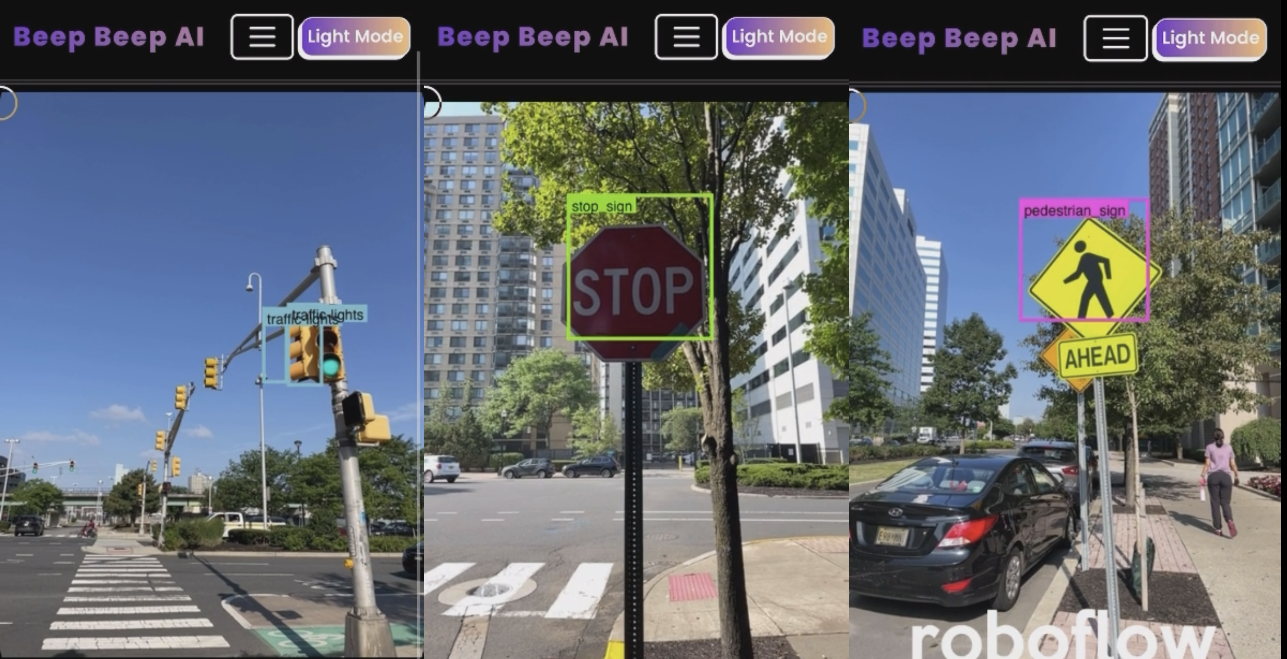 Beep Beep AI
Light Mode
traffic-lights
traffic-lights
Beep Beep AI
Light Mode
stop_sign
STOP
Beep Beep AI
Light Mode
pedestrian_sign
AHEAD
roboflow